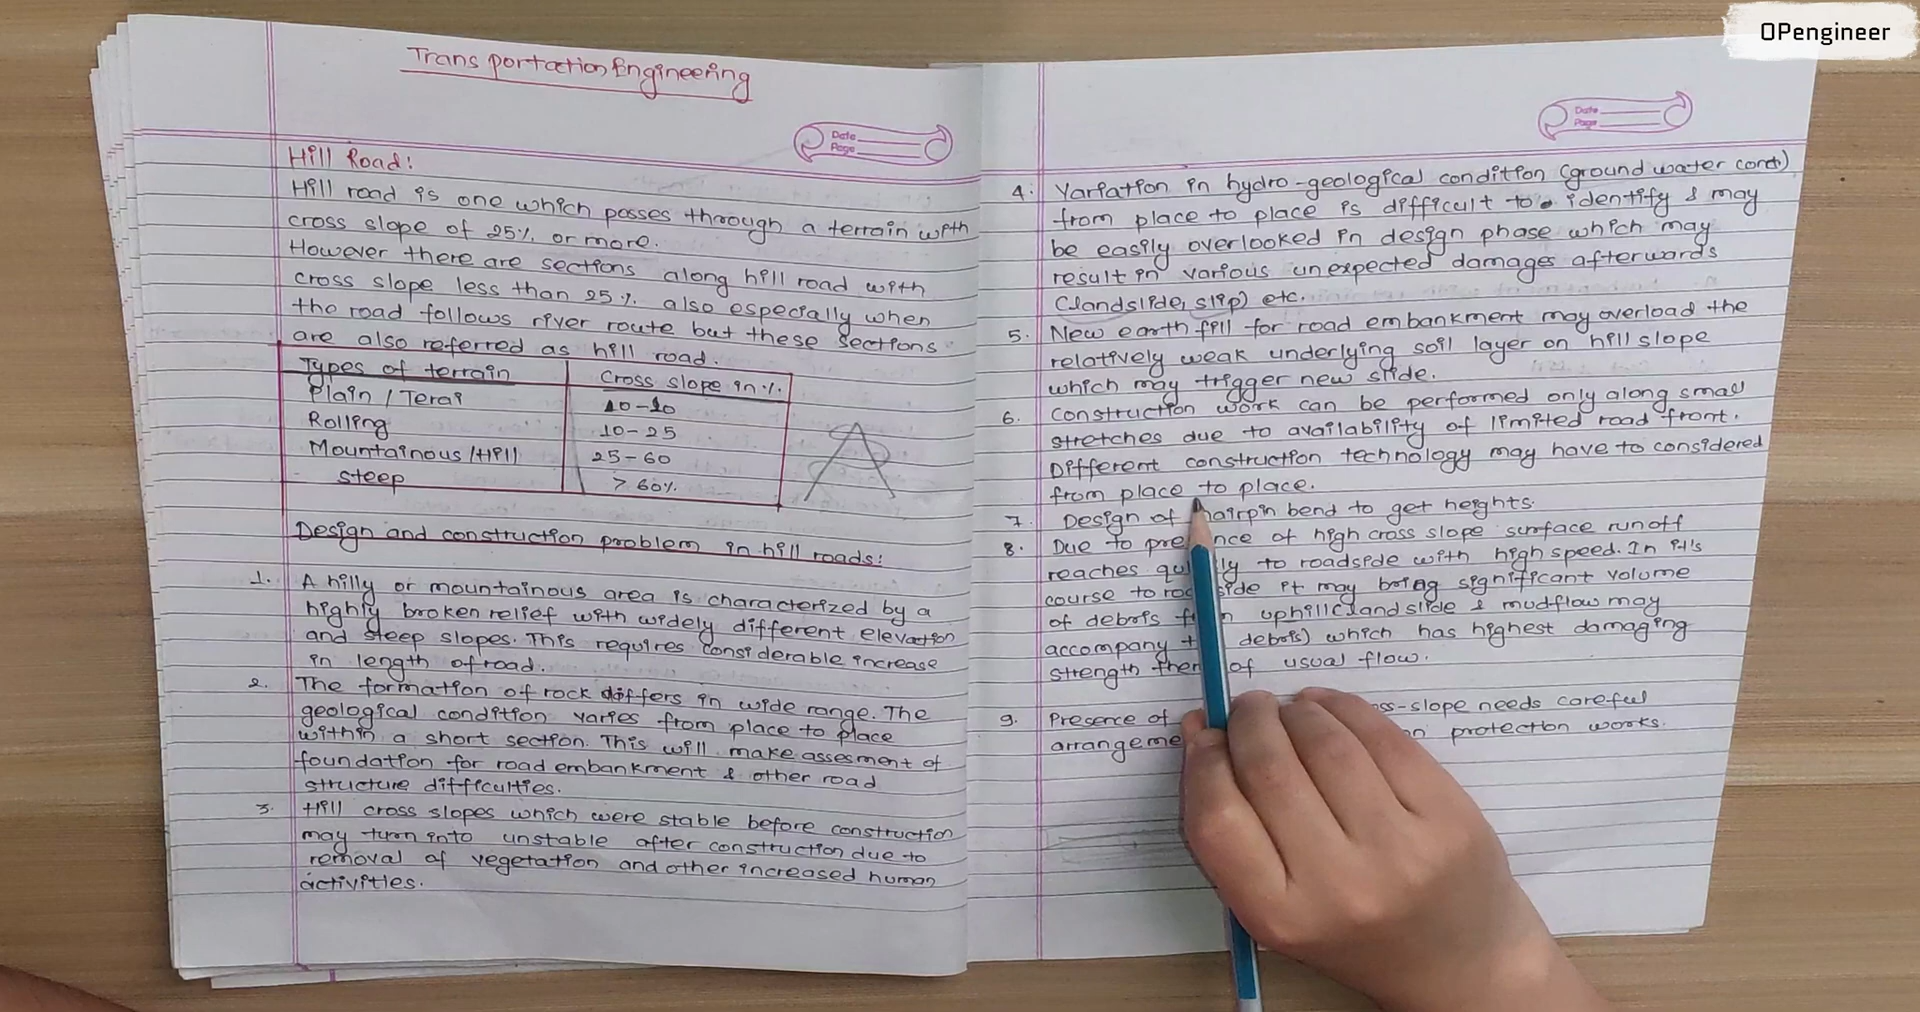 OPengineer
Transportation Engineering
Date
Page
Hill Road:
Hill road is one which passes through a terrain with
cross slope of 25% or more.
However there are sections along hill road with
cross slope less than 25% also especially when
the road follows river route but these sections
are also referred as hill road.
Types of terrain Cross slope in %.
Plain / Terai
Rolling 10-25
Mountainous / Hill 25-60
steep > 60%.
Design and construction problem in hill roads:
1. A hilly or mountainous area is characterized by a
highly broken relief with widely different elevation
and steep slopes. This requires considerable increase
in length of road.
2. The formation of rock differs in wide range. The
geological condition varies from place to place
within a short section. This will make assesment of
foundation for road embankment & other road
structure difficulties.
3. Hill cross slopes which were stable before construction
may turn into unstable after construction due to
removal of vegetation and other increased human
activities.
Date
Page
4. Variation in hydro-geological condition (ground water condn)
from place to place is difficult to identify & may
be easily overlooked in design phase which may
result in various unexpected damages afterwards
(landslide, slip) etc.
5. New earth fill for road embankment may overload the
relatively weak underlying soil layer on hill slope
which may trigger new slide.
6. Construction work can be performed only along small
stretches due to availability of limited road front.
Different construction technology may have to considered
from place to place.
7. Design of hairpin bend to get heights.
8. Due to of high cross slope surface runoff
reaches to roadside with high speed. In it's
course to it may bring significant volume
of debris uphill(landslide & mudflow may
accompany debris) which has highest damaging
strength of usual flow.
9. Presence of -slope needs careful
protection works.